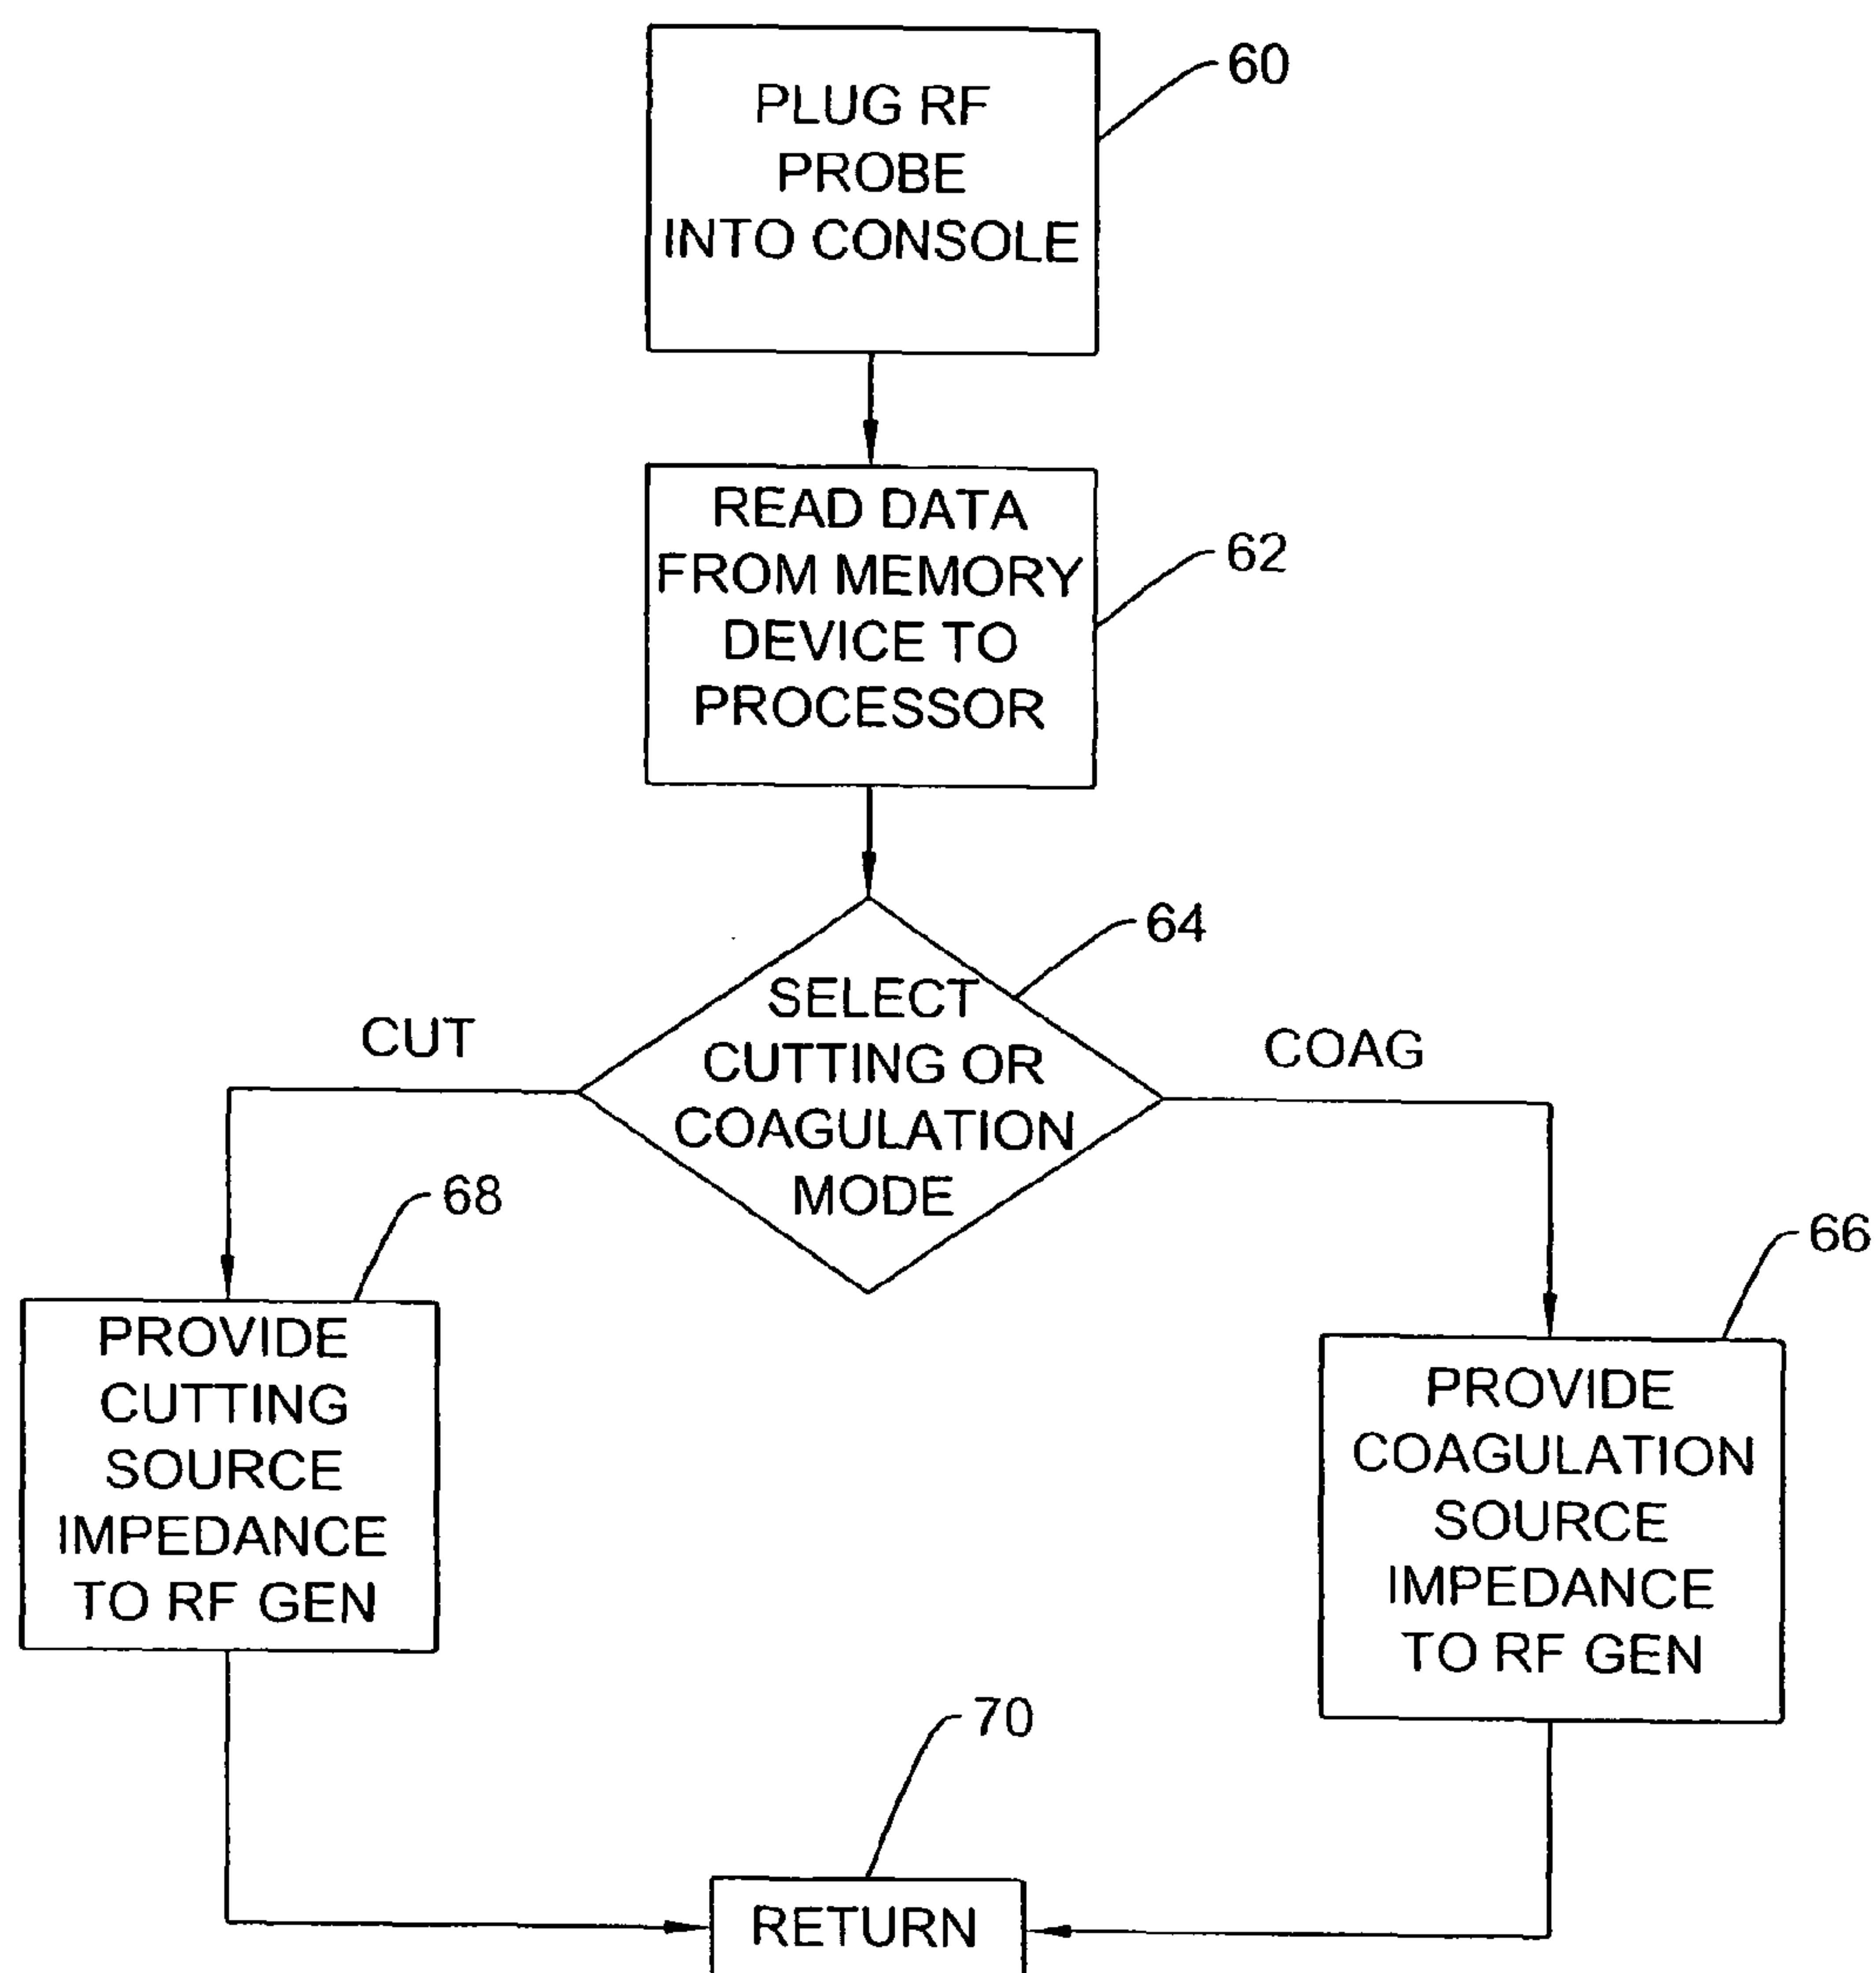 PLUG RF
PROBE
INTO CONSOLE
60
READ DATA
FROM MEMORY
DEVICE TO
PROCESSOR
62
64
SELECT
CUTTING OR
COAGULATION
MODE
CUT
COAG
68
PROVIDE
CUTTING
SOURCE
IMPEDANCE
TO RF GEN
66
PROVIDE
COAGULATION
SOURCE
IMPEDANCE
TO RF GEN
70
RETURN